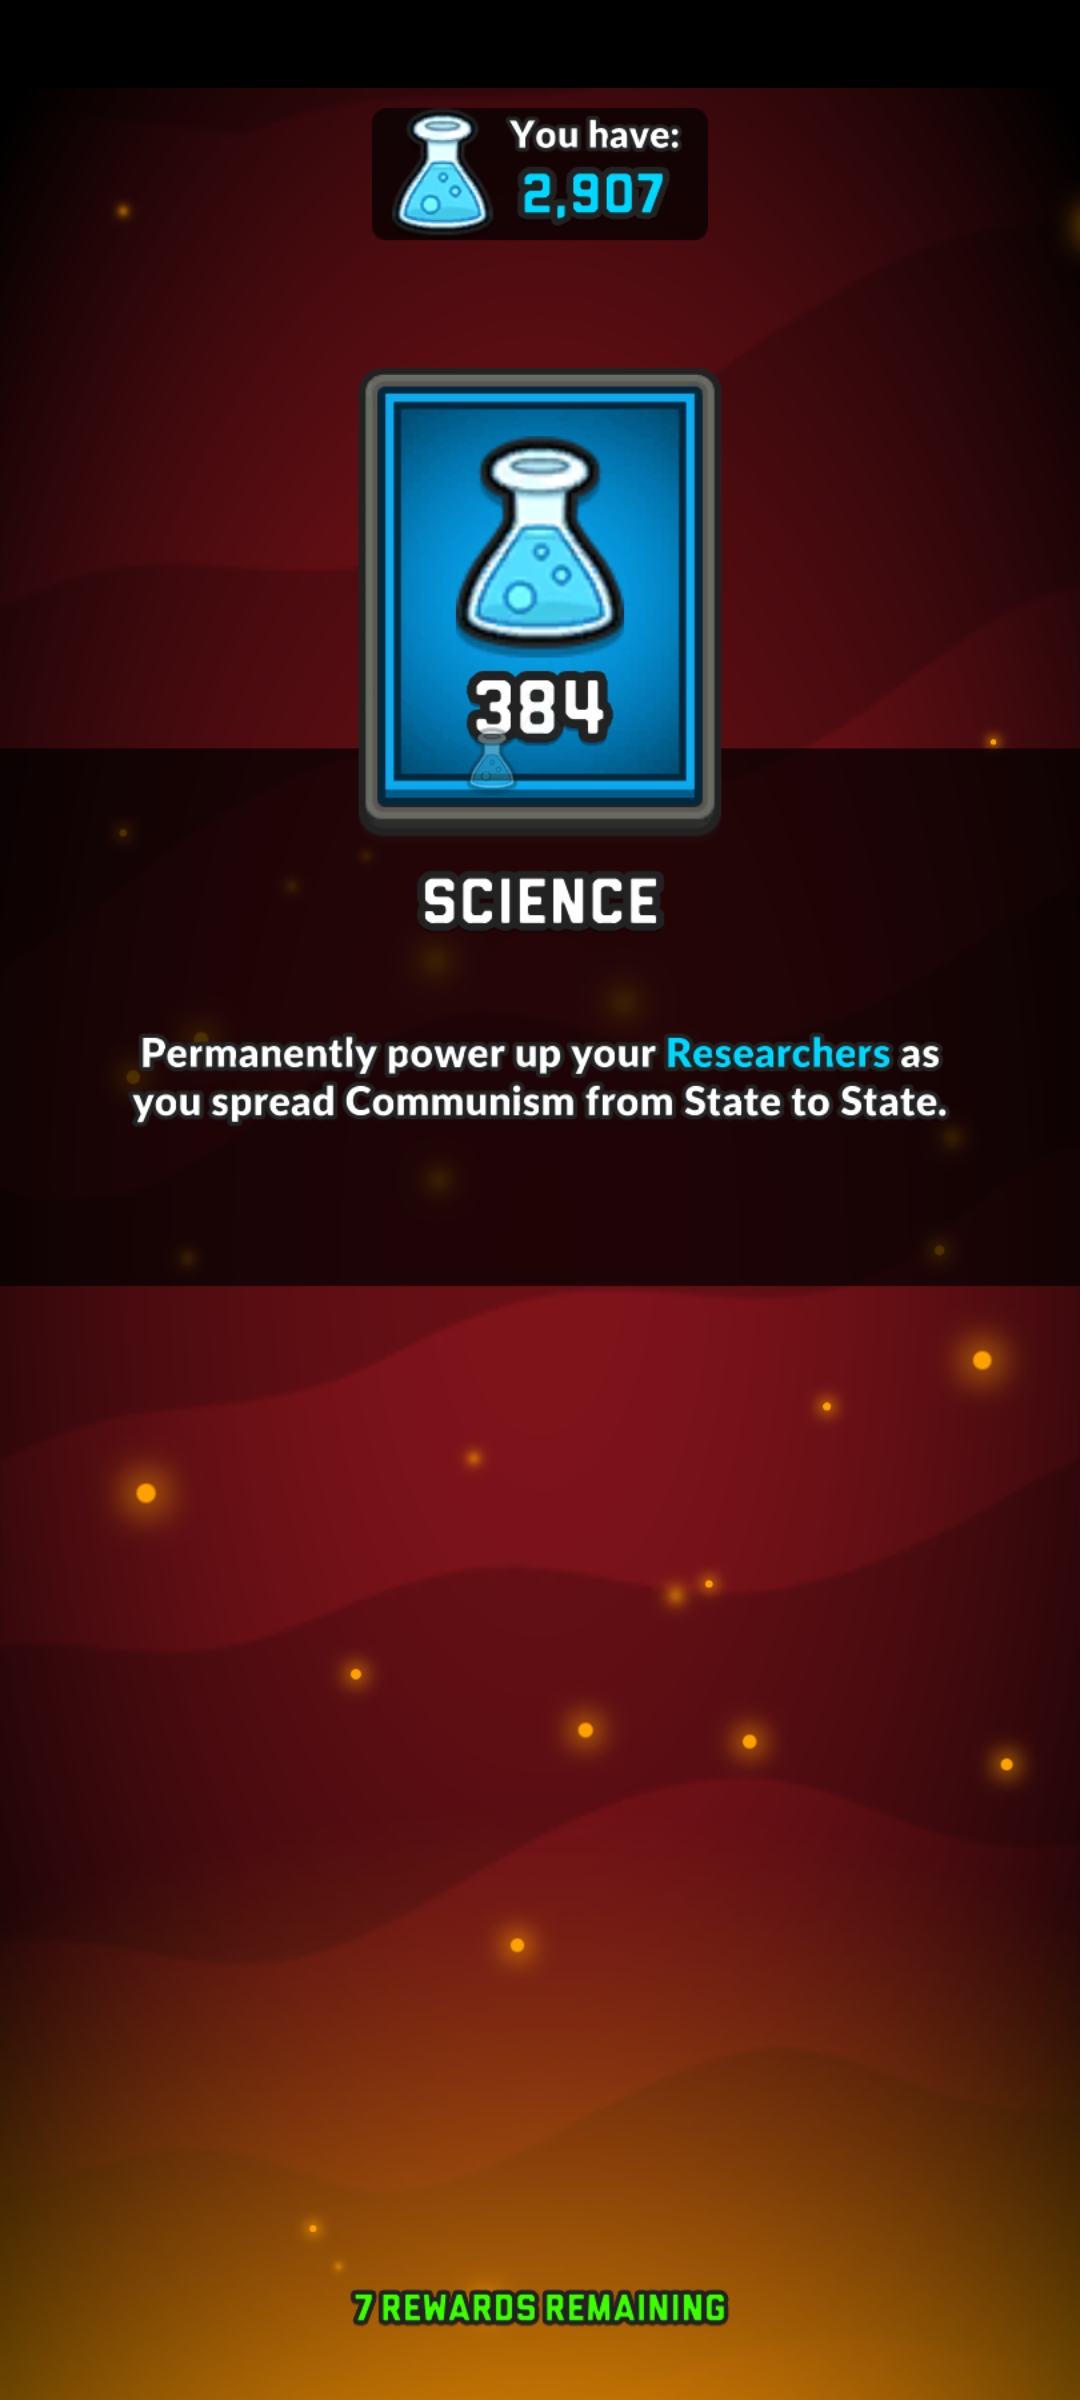 You have:
2,907
384
SCIENCE
Permanently power up your Researchers as
you spread Communism from State to State.
7 REWARDS REMAINING